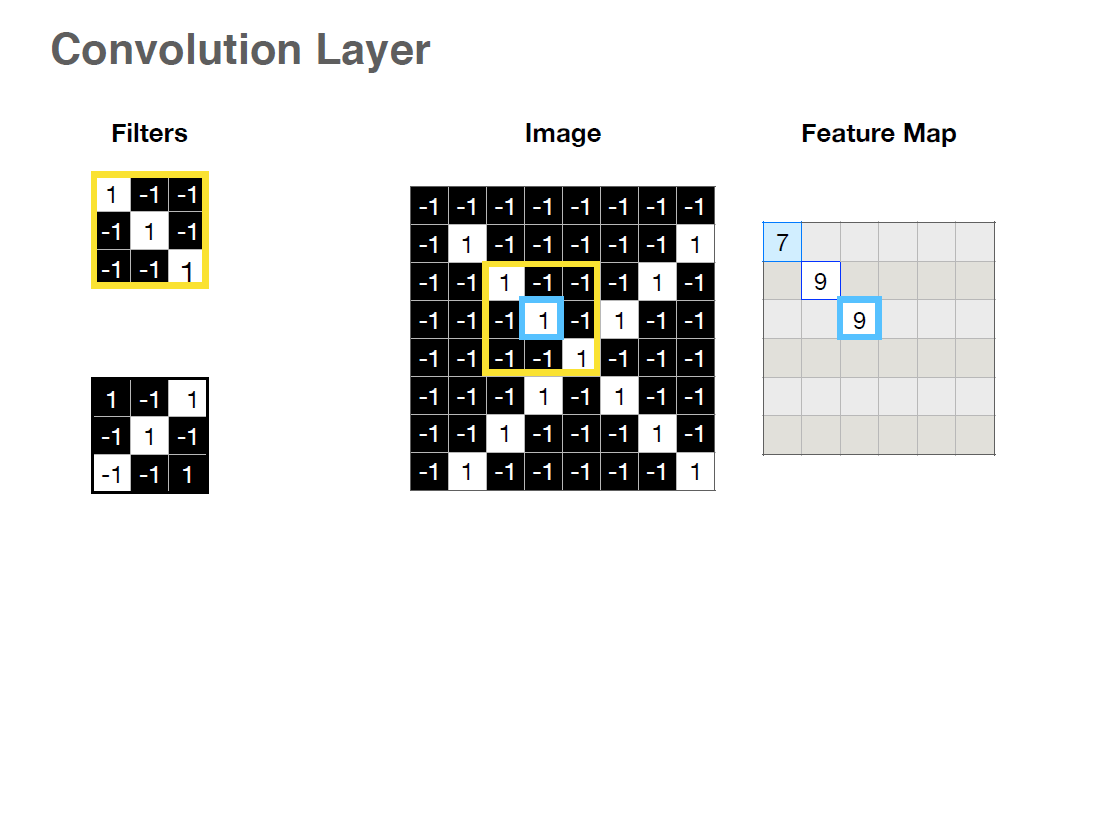 Convolution Layer
Filters
Image
Feature Map
1 -1 -1
-1 1 -1
-1 -1 1
1 -1 1
-1 1 -1
-1 -1 1
-1 -1 -1 -1 -1 -1 -1 -1
-1 1 -1 -1 -1 -1 -1 1
-1 -1 1 -1 -1 -1 1 -1
-1 -1 -1 1 -1 1 -1 -1
-1 -1 -1 -1 1 -1 -1 -1
-1 -1 -1 1 -1 1 -1 -1
-1 -1 1 -1 -1 -1 1 -1
-1 1 -1 -1 -1 -1 -1 1
7
9
9